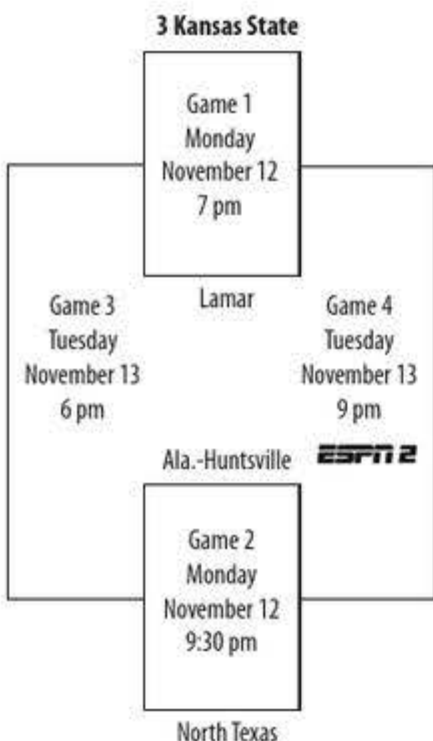 3 Kansas State
Game 1
Monday
November 12
7 pm
Lamar
Game 3
Tuesday
November 13
6 pm
Game 4
Tuesday
November 13
9 pm
ESPN 2
Ala.-Huntsville
Game 2
Monday
November 12
9:30 pm
North Texas